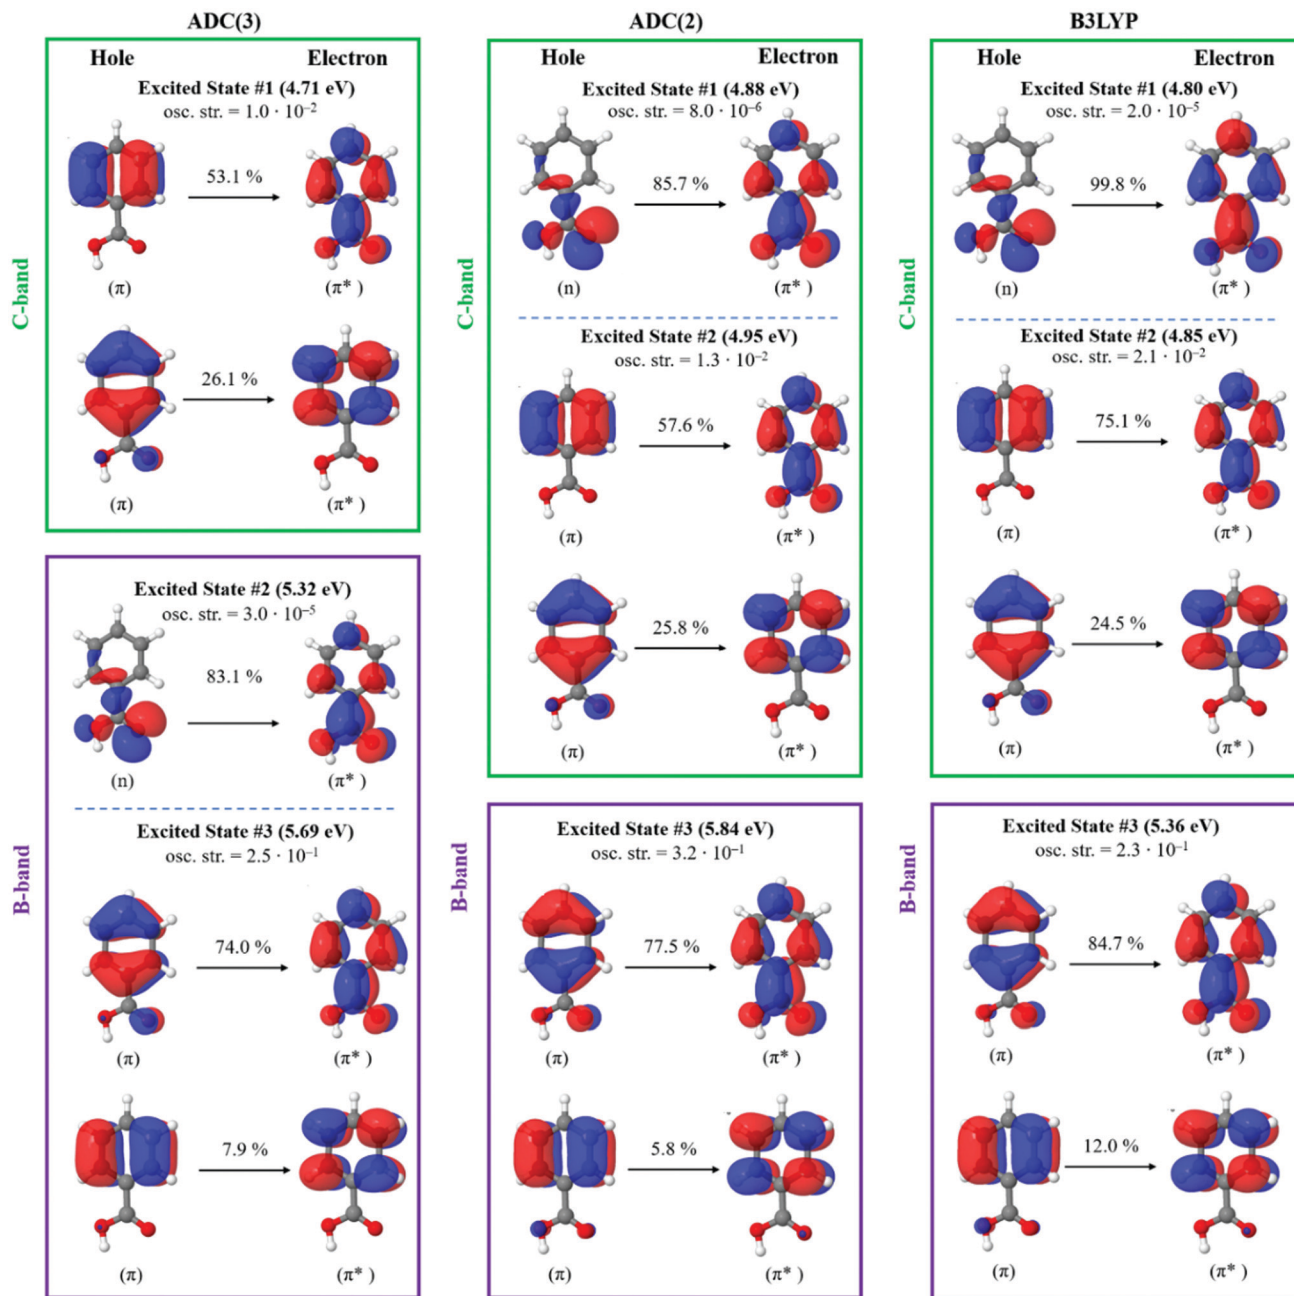 ADC(3)
C-band
Hole Electron
Excited State #1 (4.71 eV)
osc. str. = 1.0 · 10⁻²
53.1 %
(π) (π* )
26.1 %
(π) (π* )
B-band
Excited State #2 (5.32 eV)
osc. str. = 3.0 · 10⁻⁵
83.1 %
(n) (π* )
Excited State #3 (5.69 eV)
osc. str. = 2.5 · 10⁻¹
74.0 %
(π) (π* )
7.9 %
(π) (π* )
ADC(2)
C-band
Hole Electron
Excited State #1 (4.88 eV)
osc. str. = 8.0 · 10⁻⁶
85.7 %
(n) (π* )
Excited State #2 (4.95 eV)
osc. str. = 1.3 · 10⁻²
57.6 %
(π) (π* )
25.8 %
(π) (π* )
B-band
Excited State #3 (5.84 eV)
osc. str. = 3.2 · 10⁻¹
77.5 %
(π) (π* )
5.8 %
(π) (π* )
B3LYP
C-band
Hole Electron
Excited State #1 (4.80 eV)
osc. str. = 2.0 · 10⁻⁵
99.8 %
(n) (π* )
Excited State #2 (4.85 eV)
osc. str. = 2.1 · 10⁻²
75.1 %
(π) (π* )
24.5 %
(π) (π* )
B-band
Excited State #3 (5.36 eV)
osc. str. = 2.3 · 10⁻¹
84.7 %
(π) (π* )
12.0 %
(π) (π* )